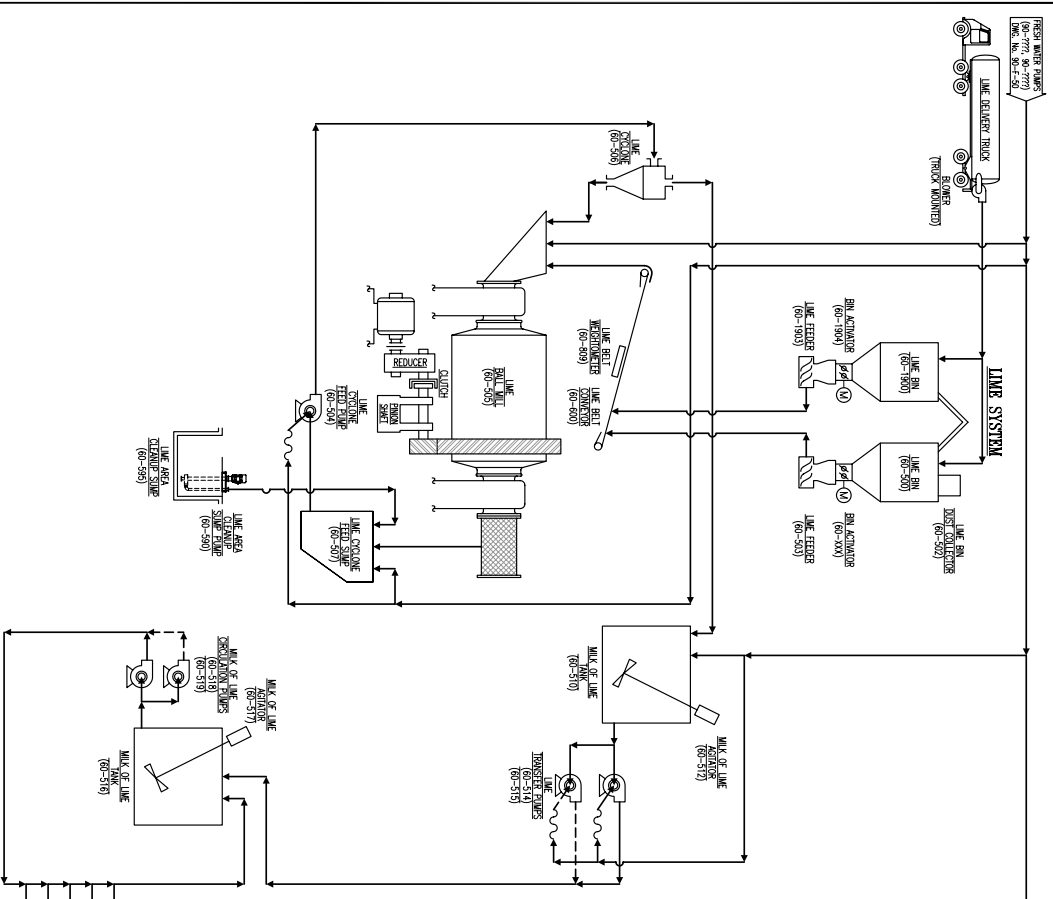 FRESH WATER PUMPS
(90-????, 90-????)
DWG. No. 90-F-50
LIME DELIVERY TRUCK
BLOWER
(TRUCK MOUNTED)
LIME SYSTEM
LIME BIN
(60-1900)
BIN ACTIVATOR
(60-1904)
M
LIME FEEDER
(60-1903)
LIME BIN
(60-500)
LIME BIN
DUST COLLECTOR
(60-502)
M
BIN ACTIVATOR
(60-XXX)
LIME FEEDER
(60-503)
LIME
CYCLONE
(60-506)
LIME BELT
WEIGHTOMETER
(60-809)
LIME BELT
CONVEYOR
(60-600)
LIME
BALL MILL
(60-505)
REDUCER
CLUTCH
PINION
SHAFT
LIME
CYCLONE
FEED PUMP
(60-504)
LIME CYCLONE
FEED SUMP
(60-507)
LIME AREA
CLEANUP SUMP
(60-595)
LIME AREA
CLEANUP
SUMP PUMP
(60-590)
MILK OF LIME
TANK
(60-510)
MILK OF LIME
AGITATOR
(60-512)
LIME
TRANSFER PUMPS
(60-514)
(60-515)
MILK OF LIME
CIRCULATION PUMPS
(60-518)
(60-519)
MILK OF LIME
AGITATOR
(60-517)
MILK OF LIME
TANK
(60-516)